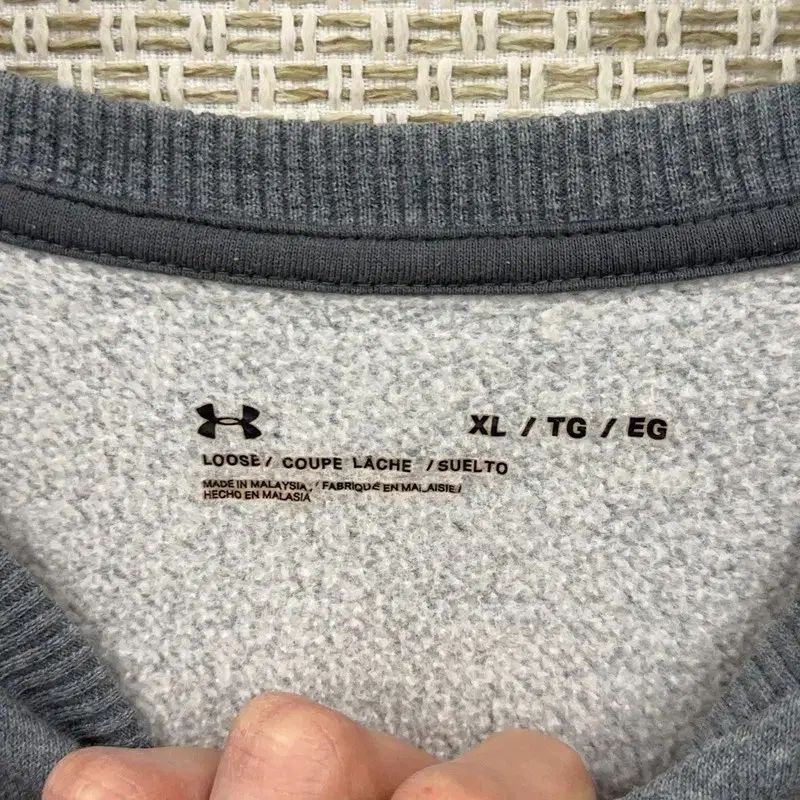 XL / TG / EG
LOOSE / COUPE LÂCHE / SUELTO
MADE IN MALAYSIA / FABRIQUÉ EN MALAISIE /
HECHO EN MALASIA